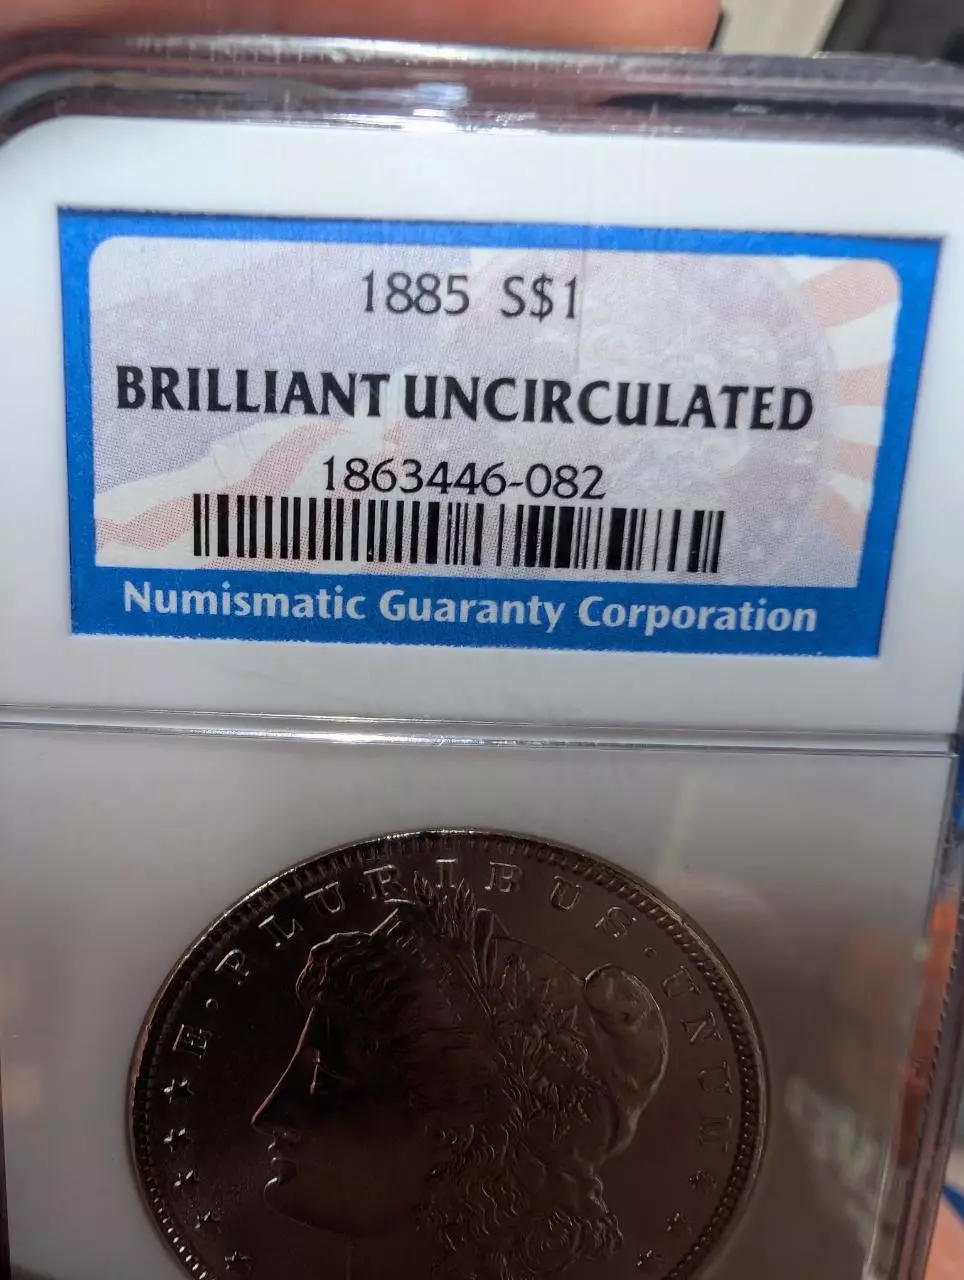 1885 S$1
BRILLIANT UNCIRCULATED
1863446-082
Numismatic Guaranty Corporation
E·PLURIBUS·UNUM